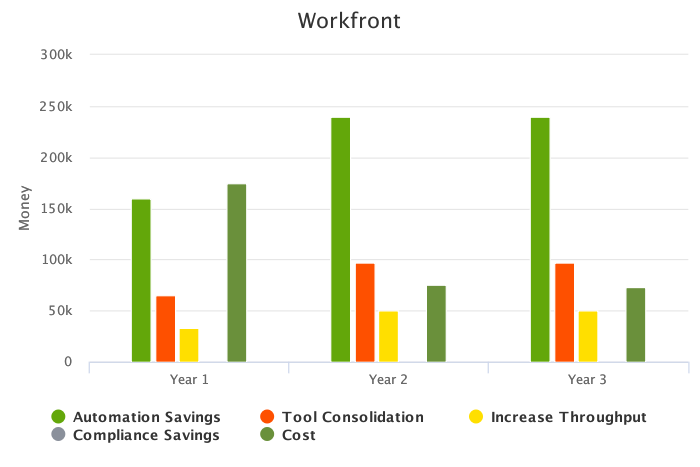 Workfront
300k
250k
200k
150k
100k
50k
0
Money
Year 1 Year 2 Year 3
Automation Savings Tool Consolidation Increase Throughput
Compliance Savings Cost